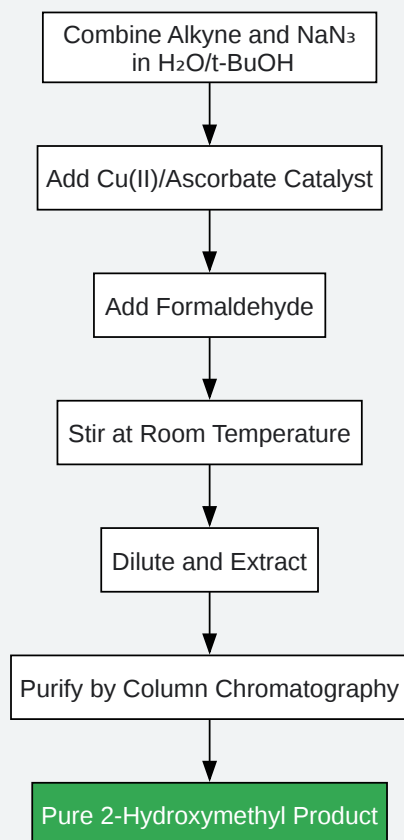 Combine Alkyne and NaN₃
in H₂O/t-BuOH
Add Cu(II)/Ascorbate Catalyst
Add Formaldehyde
Stir at Room Temperature
Dilute and Extract
Purify by Column Chromatography
Pure 2-Hydroxymethyl Product